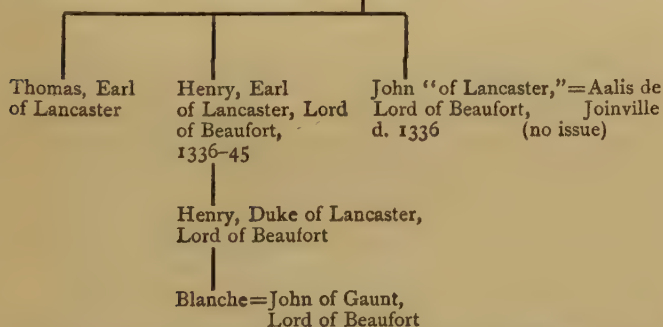 Thomas, Earl
of Lancaster
Henry, Earl
of Lancaster, Lord
of Beaufort,
1336–45
John “of Lancaster,”=Aalis de
Lord of Beaufort, Joinville
d. 1336 (no issue)
Henry, Duke of Lancaster,
Lord of Beaufort
Blanche=John of Gaunt,
Lord of Beaufort